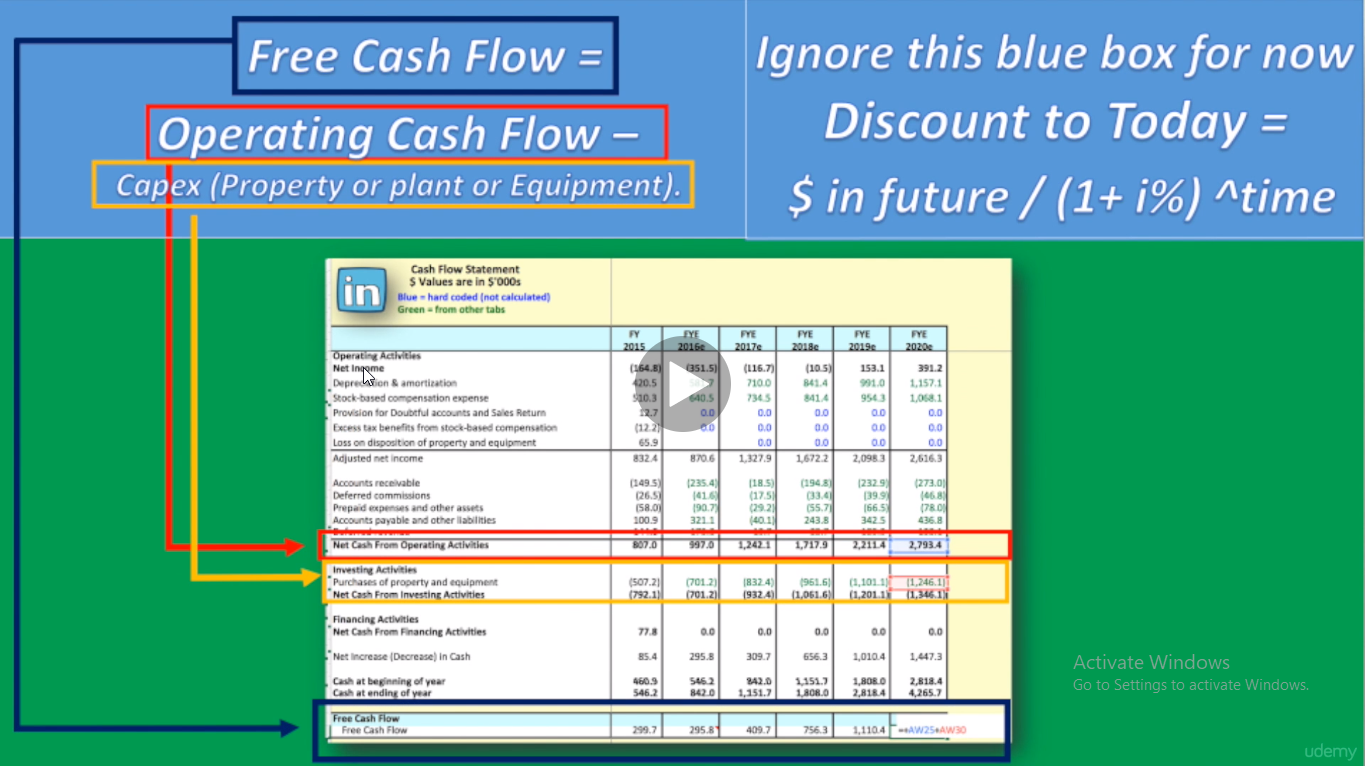 Free Cash Flow =
Operating Cash Flow –
Capex (Property or plant or Equipment).
Ignore this blue box for now
Discount to Today =
$ in future / (1+ i%) ^time
in
Cash Flow Statement
$ Values are in $'000s
Blue = hard coded (not calculated)
Green = from other tabs
FY FYE FYE FYE FYE FYE
2015 2016e 2017e 2018e 2019e 2020e
Operating Activities
Net Income (164.8) (351.5) (116.7) (10.5) 153.1 391.2
Depreciation & amortization 420.5 710.0 841.4 991.0 1,157.1
Stock-based compensation expense 510.3 640.5 734.5 841.4 954.3 1,068.1
Provision for Doubtful accounts and Sales Return 12.7 0.0 0.0 0.0 0.0 0.0
Excess tax benefits from stock-based compensation (12.2) 0.0 0.0 0.0 0.0 0.0
Loss on disposition of property and equipment 65.9 0.0 0.0 0.0 0.0
Adjusted net income 832.4 870.6 1,327.9 1,672.2 2,098.3 2,616.3
Accounts receivable (149.5) (235.4) (18.5) (194.8) (232.9) (273.0)
Deferred commissions (26.5) (41.6) (17.5) (33.4) (39.9) (46.8)
Prepaid expenses and other assets (58.0) (90.7) (29.2) (55.7) (66.5) (78.0)
Accounts payable and other liabilities 100.9 321.1 (40.1) 243.8 342.5 436.8
Net Cash From Operating Activities 807.0 997.0 1,242.1 1,717.9 2,211.4 2,793.4
Investing Activities
Purchases of property and equipment (507.2) (701.2) (832.4) (961.6) (1,101.1) (1,246.1)
Net Cash From Investing Activities (792.1) (701.2) (932.4) (1,061.6) (1,201.1) (1,346.1)
Financing Activities
Net Cash From Financing Activities 77.8 0.0 0.0 0.0 0.0 0.0
Net Increase (Decrease) in Cash 85.4 295.8 309.7 656.3 1,010.4 1,447.3
Cash at beginning of year 460.9 546.2 842.0 1,151.7 1,808.0 2,818.4
Cash at ending of year 546.2 842.0 1,151.7 1,808.0 2,818.4 4,265.7
Free Cash Flow
Free Cash Flow 299.7 295.8 409.7 756.3 1,110.4 =+AW25+AW30
Activate Windows
Go to Settings to activate Windows.
udemy